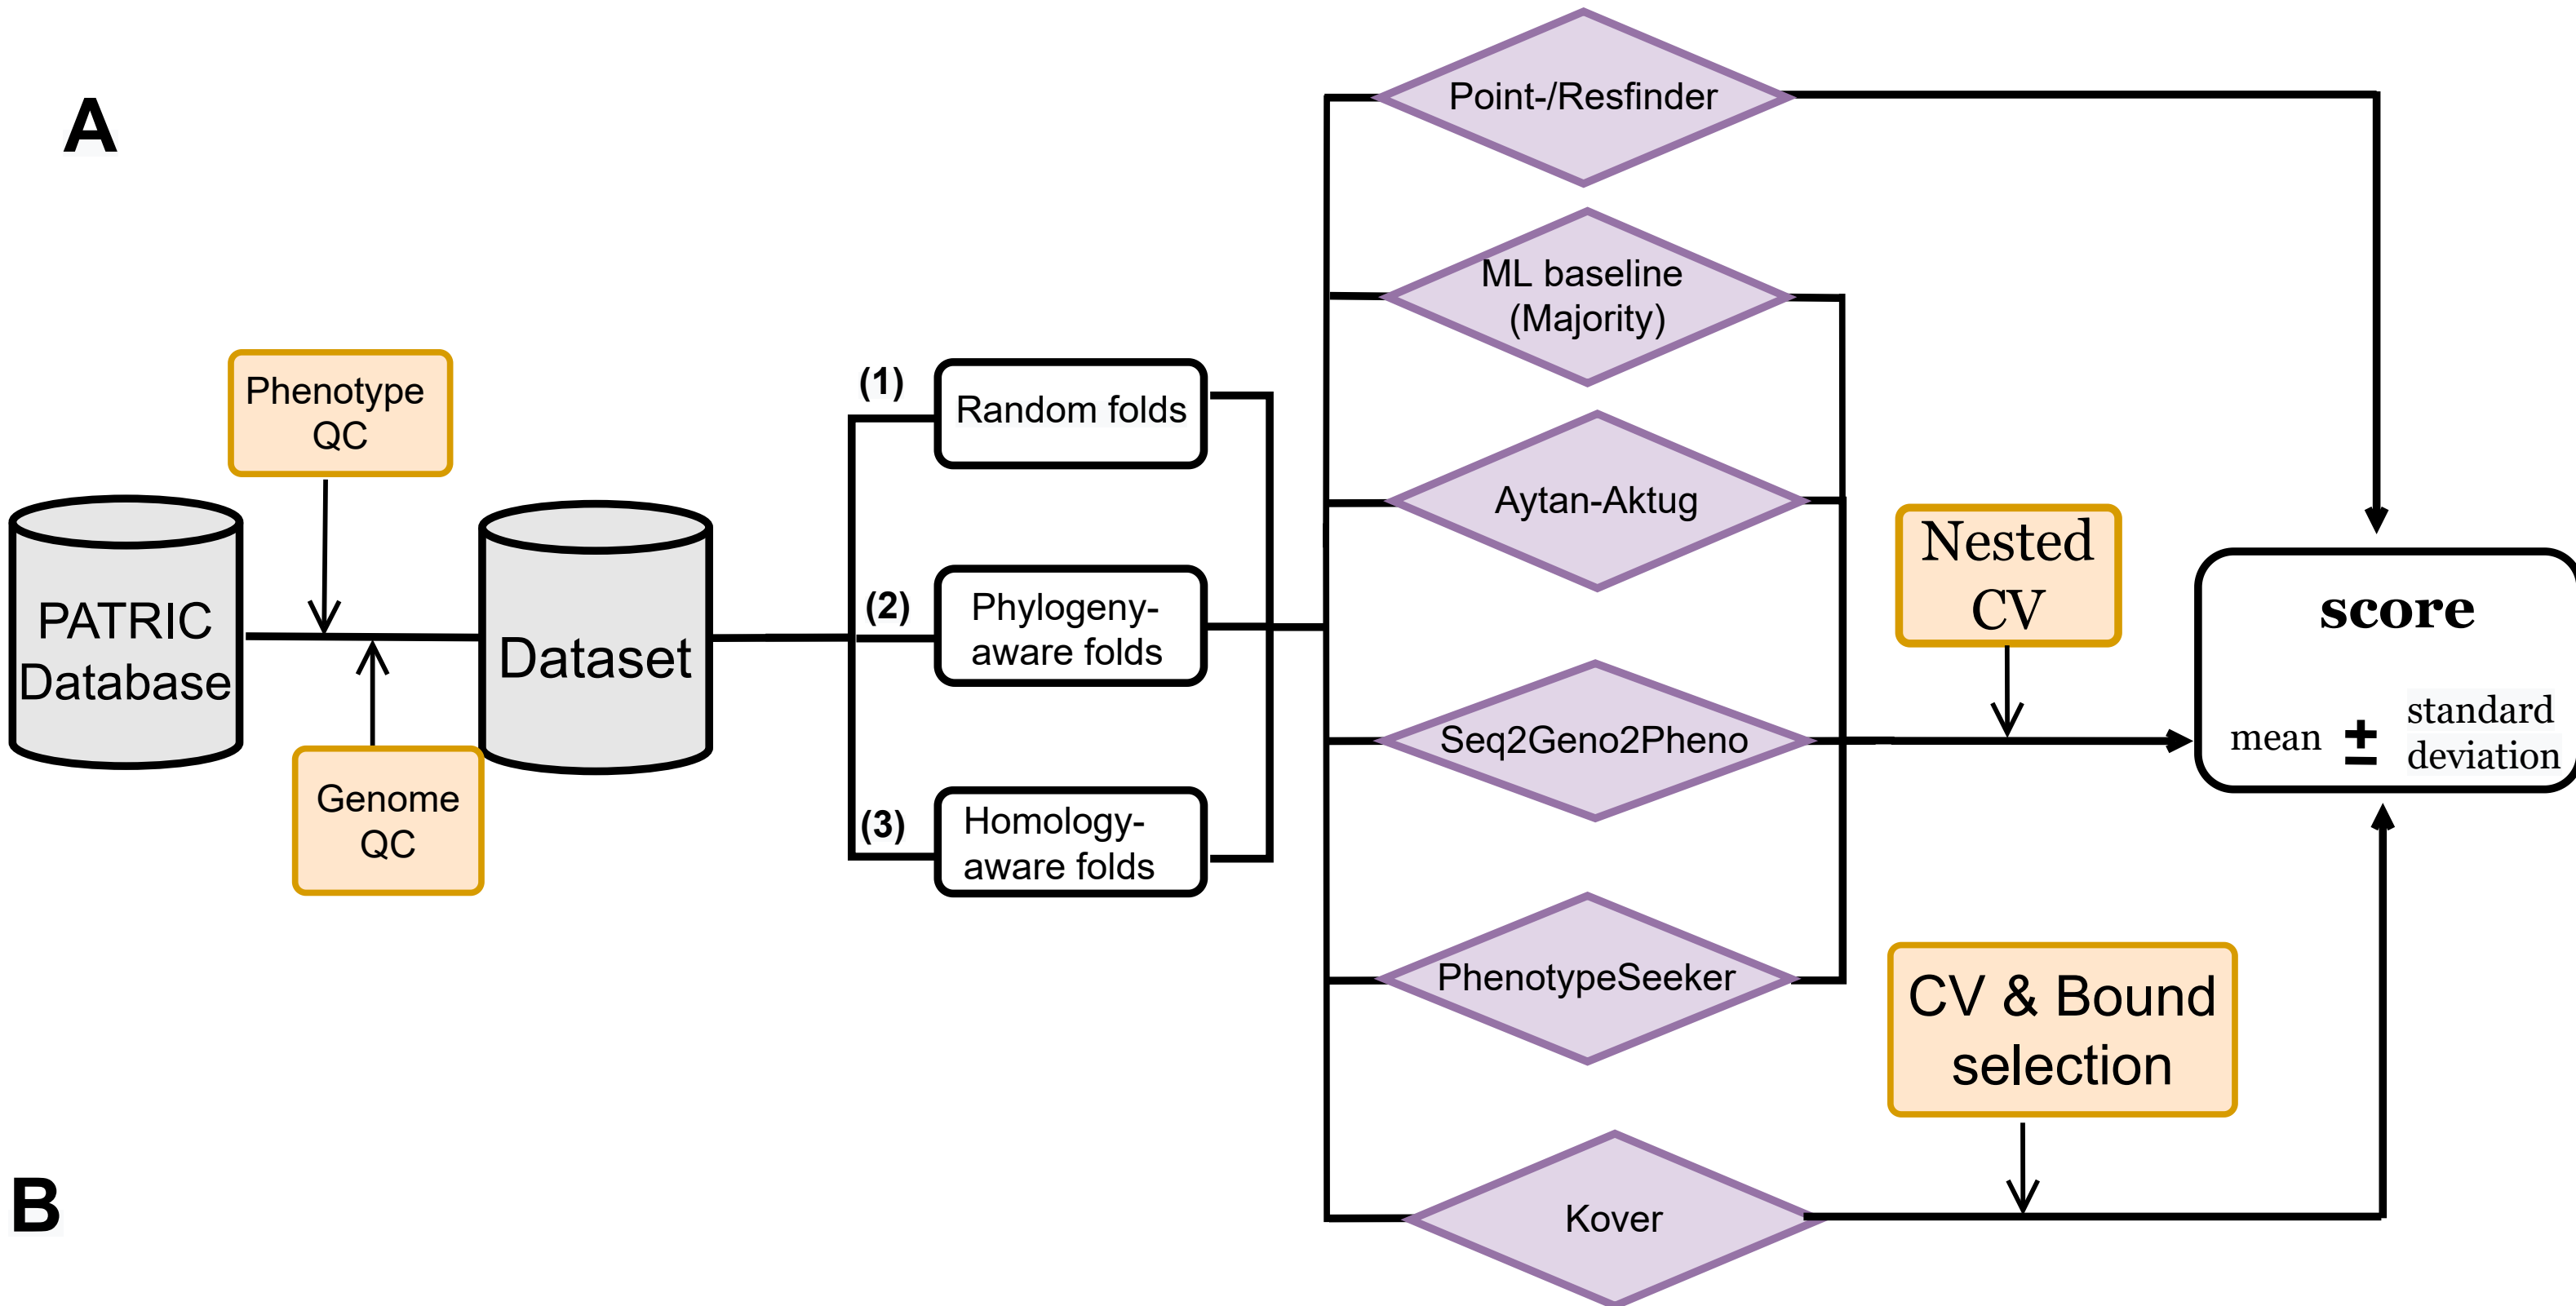 A
Phenotype
QC
PATRIC
Database
Genome
QC
Dataset
(1)
Random folds
(2)
Phylogeny-
aware folds
(3)
Homology-
aware folds
Point-/Resfinder
ML baseline
(Majority)
Aytan-Aktug
Seq2Geno2Pheno
PhenotypeSeeker
Kover
Nested
CV
CV & Bound
selection
score
mean ± standard
deviation
B